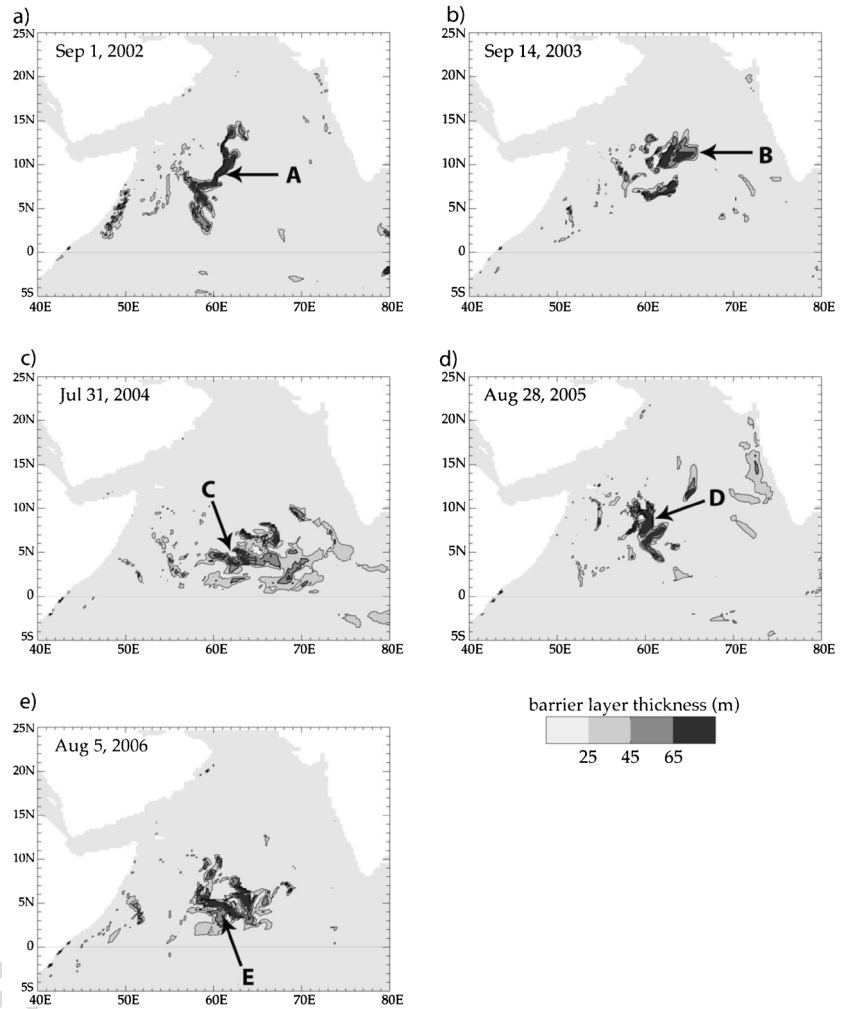 a)
Sep 1, 2002
25N
20N
15N
10N
5N
0
5S
40E 50E 60E 70E 80E
A
b)
Sep 14, 2003
25N
20N
15N
10N
5N
0
5S
40E 50E 60E 70E 80E
B
c)
Jul 31, 2004
25N
20N
15N
10N
5N
0
5S
40E 50E 60E 70E 80E
C
d)
Aug 28, 2005
25N
20N
15N
10N
5N
0
5S
40E 50E 60E 70E 80E
D
e)
Aug 5, 2006
25N
20N
15N
10N
5N
0
5S
40E 50E 60E 70E 80E
E
barrier layer thickness (m)
25 45 65